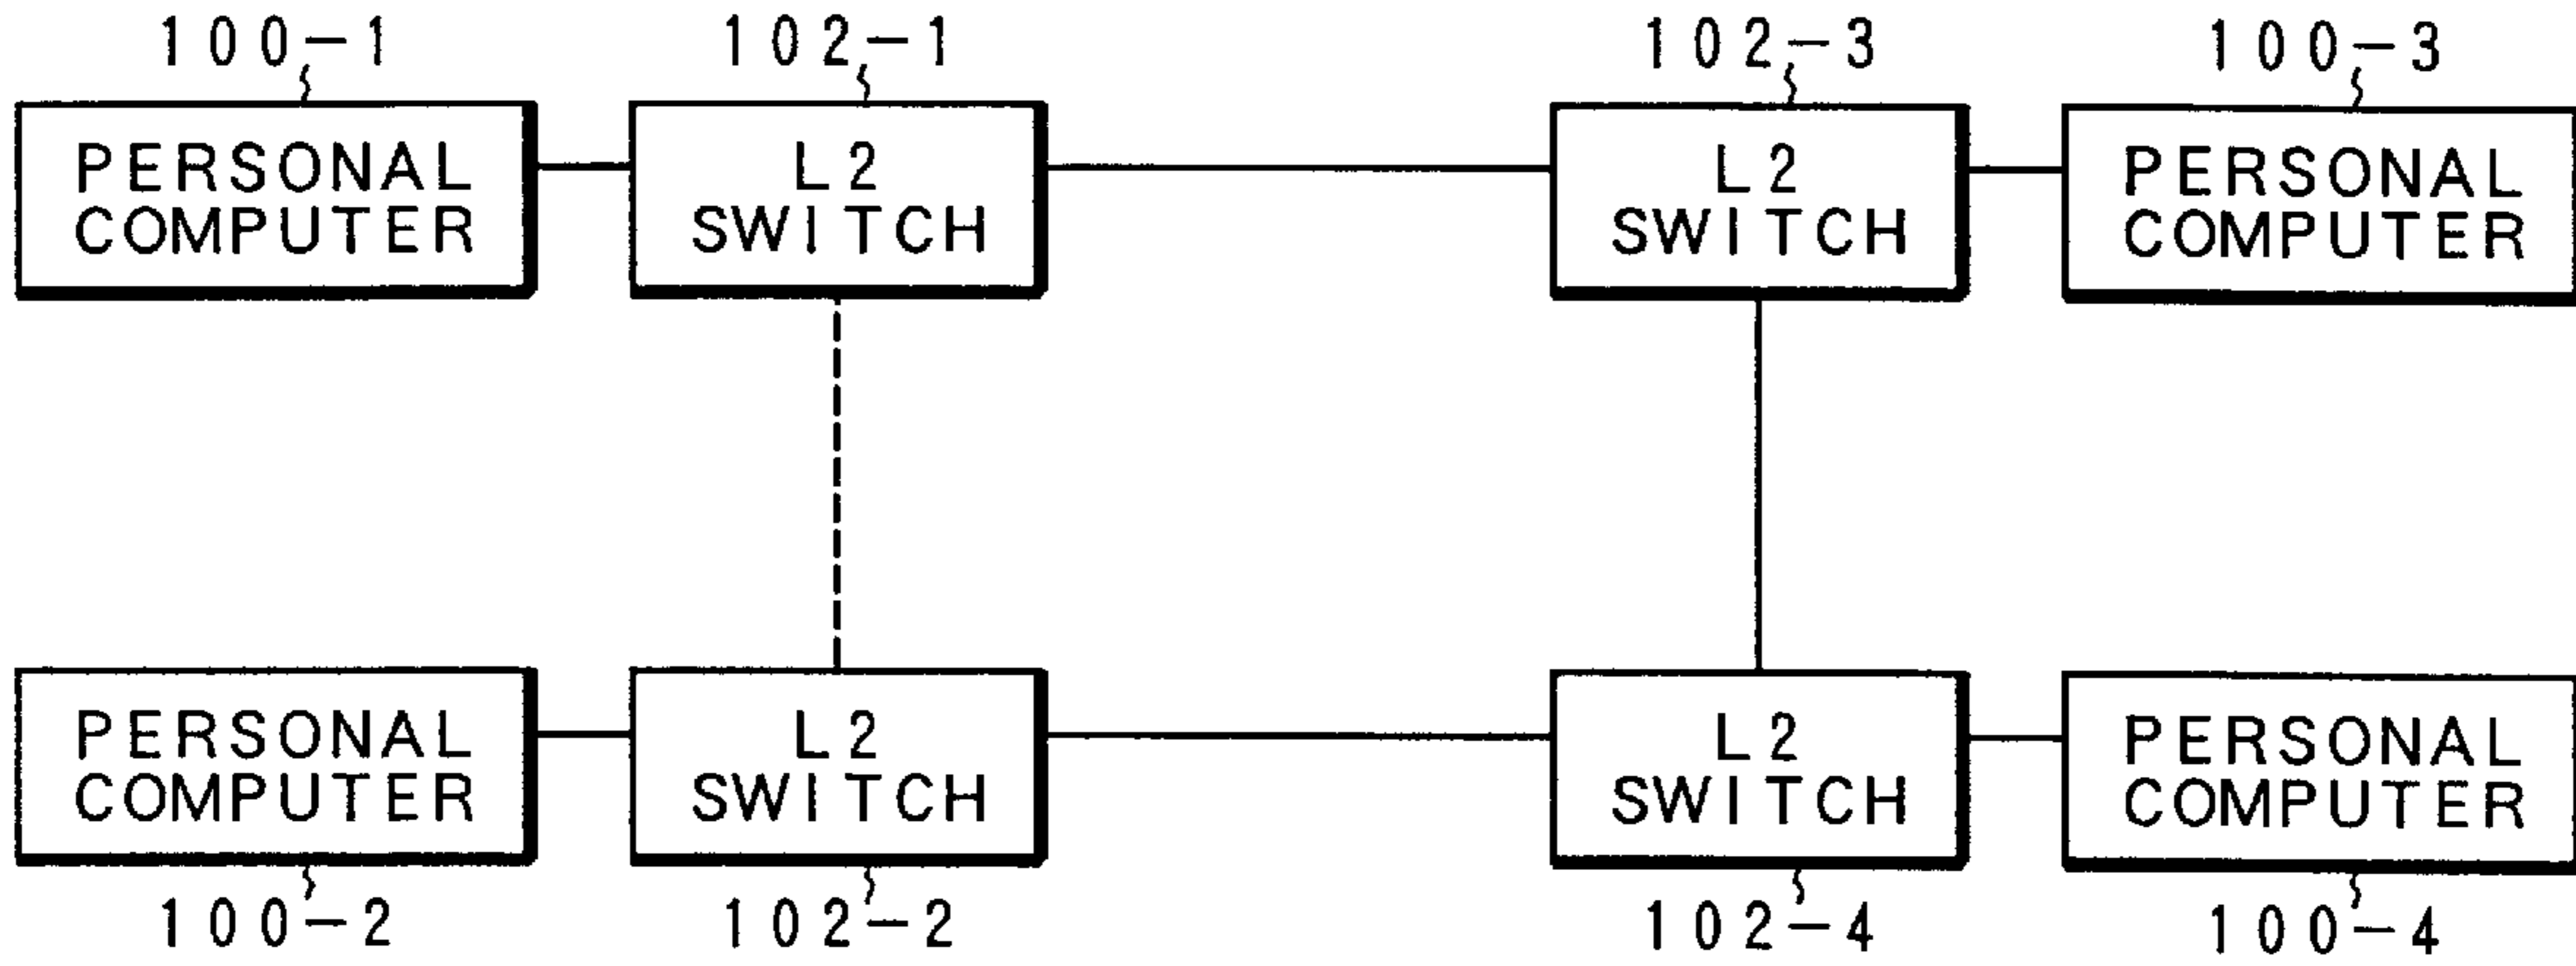 100-1
102-1
102-3
100-3
PERSONAL
COMPUTER
L2
SWITCH
L2
SWITCH
PERSONAL
COMPUTER
PERSONAL
COMPUTER
L2
SWITCH
L2
SWITCH
PERSONAL
COMPUTER
100-2
102-2
102-4
100-4